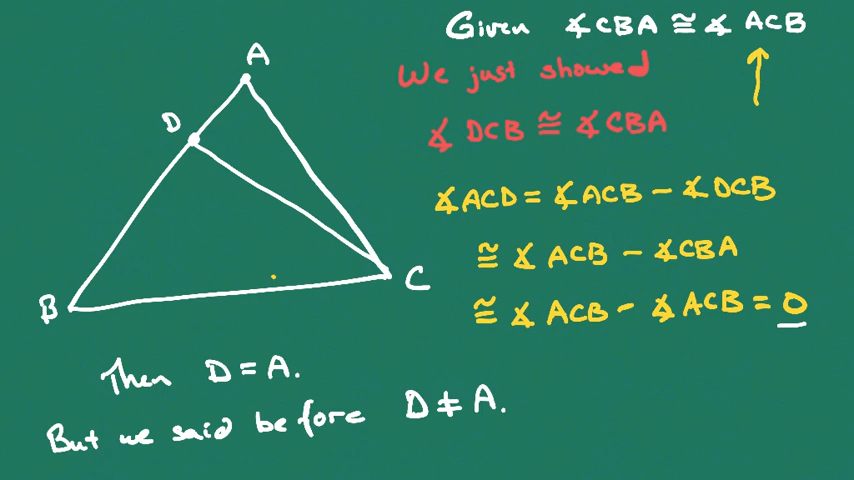 Given ∡CBA ≅ ∡ACB
We just showed
∡DCB ≅ ∡CBA
∡ACD = ∡ACB − ∡DCB
≅ ∡ACB − ∡CBA
≅ ∡ACB − ∡ACB = 0
A
D
B
C
Then D = A.
But we said before D ≠ A.